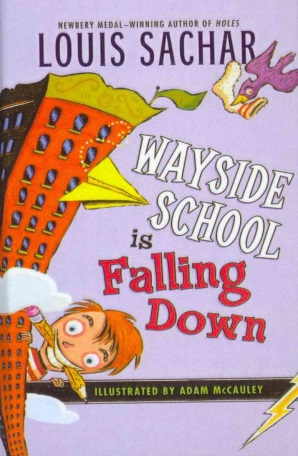 NEWBERY MEDAL–WINNING AUTHOR OF HOLES
LOUIS SACHAR
WAYSIDE
SCHOOL
is
Falling
Down
ILLUSTRATED BY ADAM McCAULEY